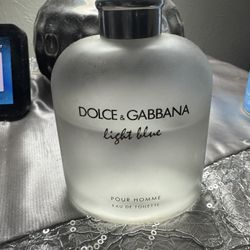 DOLCE & GABBANA
light blue
POUR HOMME
EAU DE TOILETTE